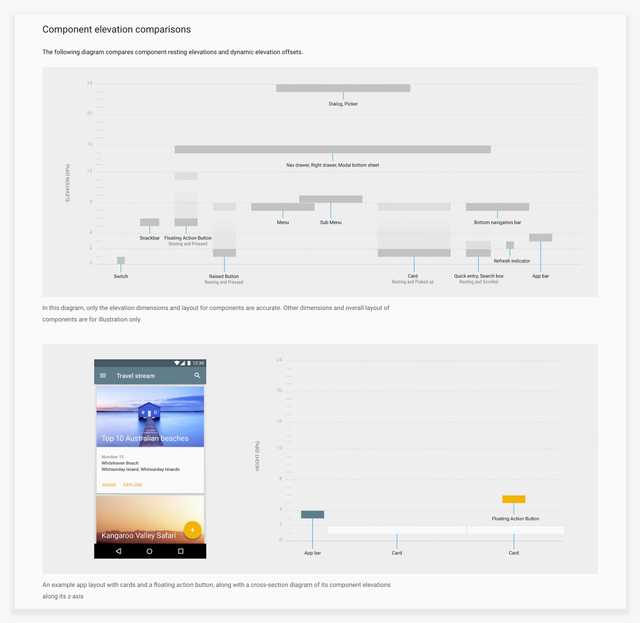 Component elevation comparisons
The following diagram compares component resting elevations and dynamic elevation offsets.
24
Dialog, Picker
20
16
Nav drawer, Right drawer, Modal bottom sheet
12
ELEVATION (DPs)
8
Menu
Sub Menu
Bottom navigation bar
4
Snackbar
Floating Action Button
Resting and Pressed
2
Refresh indicator
0
Switch
Raised Button
Resting and Pressed
Card
Resting and Picked up
Quick entry, Search box
Resting and Scrolled
App bar
In this diagram, only the elevation dimensions and layout for components are accurate. Other dimensions and overall layout of
components are for illustration only.
12:30
Travel stream
Top 10 Australian beaches
Number 10
Whitehaven Beach
Whitsunday Island, Whitsunday Islands
SHARE EXPLORE
Kangaroo Valley Safari
24
20
16
12
HEIGHT (DPs)
8
4
Floating Action Button
2
0
App bar
Card
Card
An example app layout with cards and a floating action button, along with a cross-section diagram of its component elevations
along its z-axis